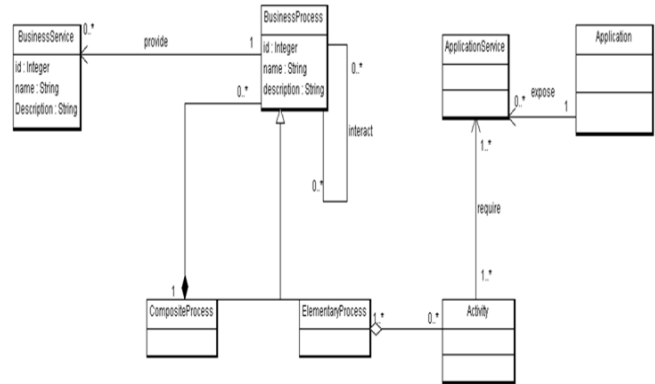 BusinessService
id : Integer
name : String
Description : String
0..*
provide
1
BusinessProcess
id : Integer
name : String
description : String
0..*
0..*
interact
0..*
ApplicationService
Application
0..*
expose
1
1..*
require
1..*
1
CompositeProcess
ElementaryProcess
1..*
0..*
Activity